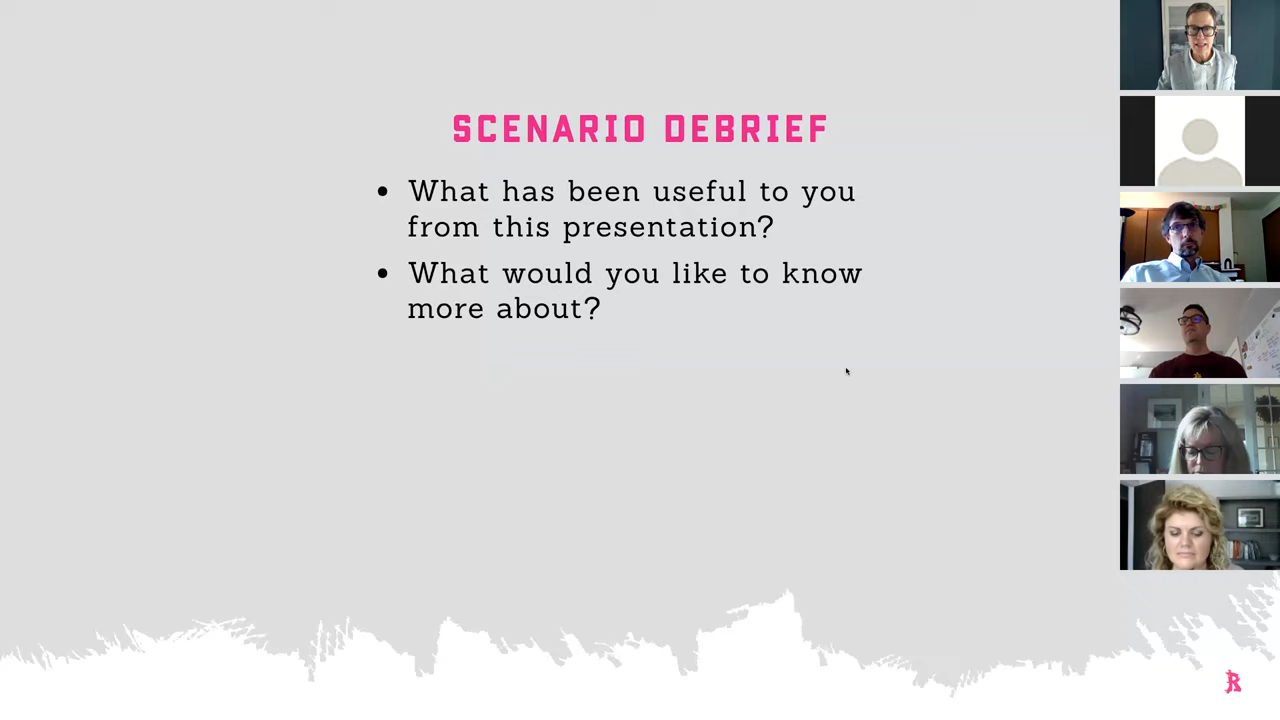 SCENARIO DEBRIEF
• What has been useful to you
from this presentation?
• What would you like to know
more about?
R